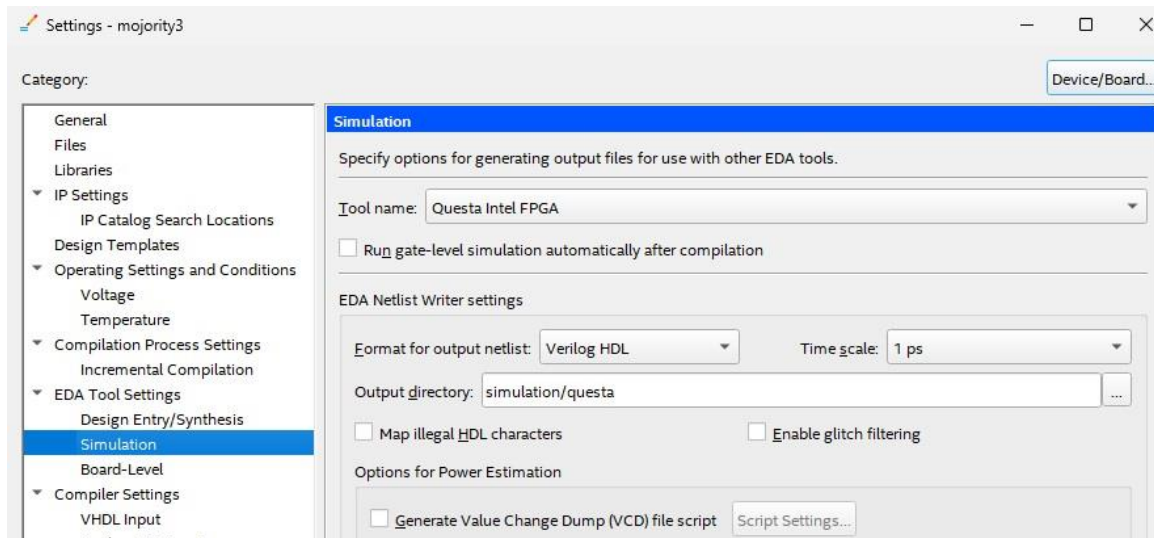 Settings - mojority3
Category:
Device/Board...
General
Files
Libraries
IP Settings
IP Catalog Search Locations
Design Templates
Operating Settings and Conditions
Voltage
Temperature
Compilation Process Settings
Incremental Compilation
EDA Tool Settings
Design Entry/Synthesis
Simulation
Board-Level
Compiler Settings
VHDL Input
Simulation
Specify options for generating output files for use with other EDA tools.
Tool name: Questa Intel FPGA
Run gate-level simulation automatically after compilation
EDA Netlist Writer settings
Format for output netlist: Verilog HDL Time scale: 1 ps
Output directory: simulation/questa ...
Map illegal HDL characters Enable glitch filtering
Options for Power Estimation
Generate Value Change Dump (VCD) file script Script Settings...